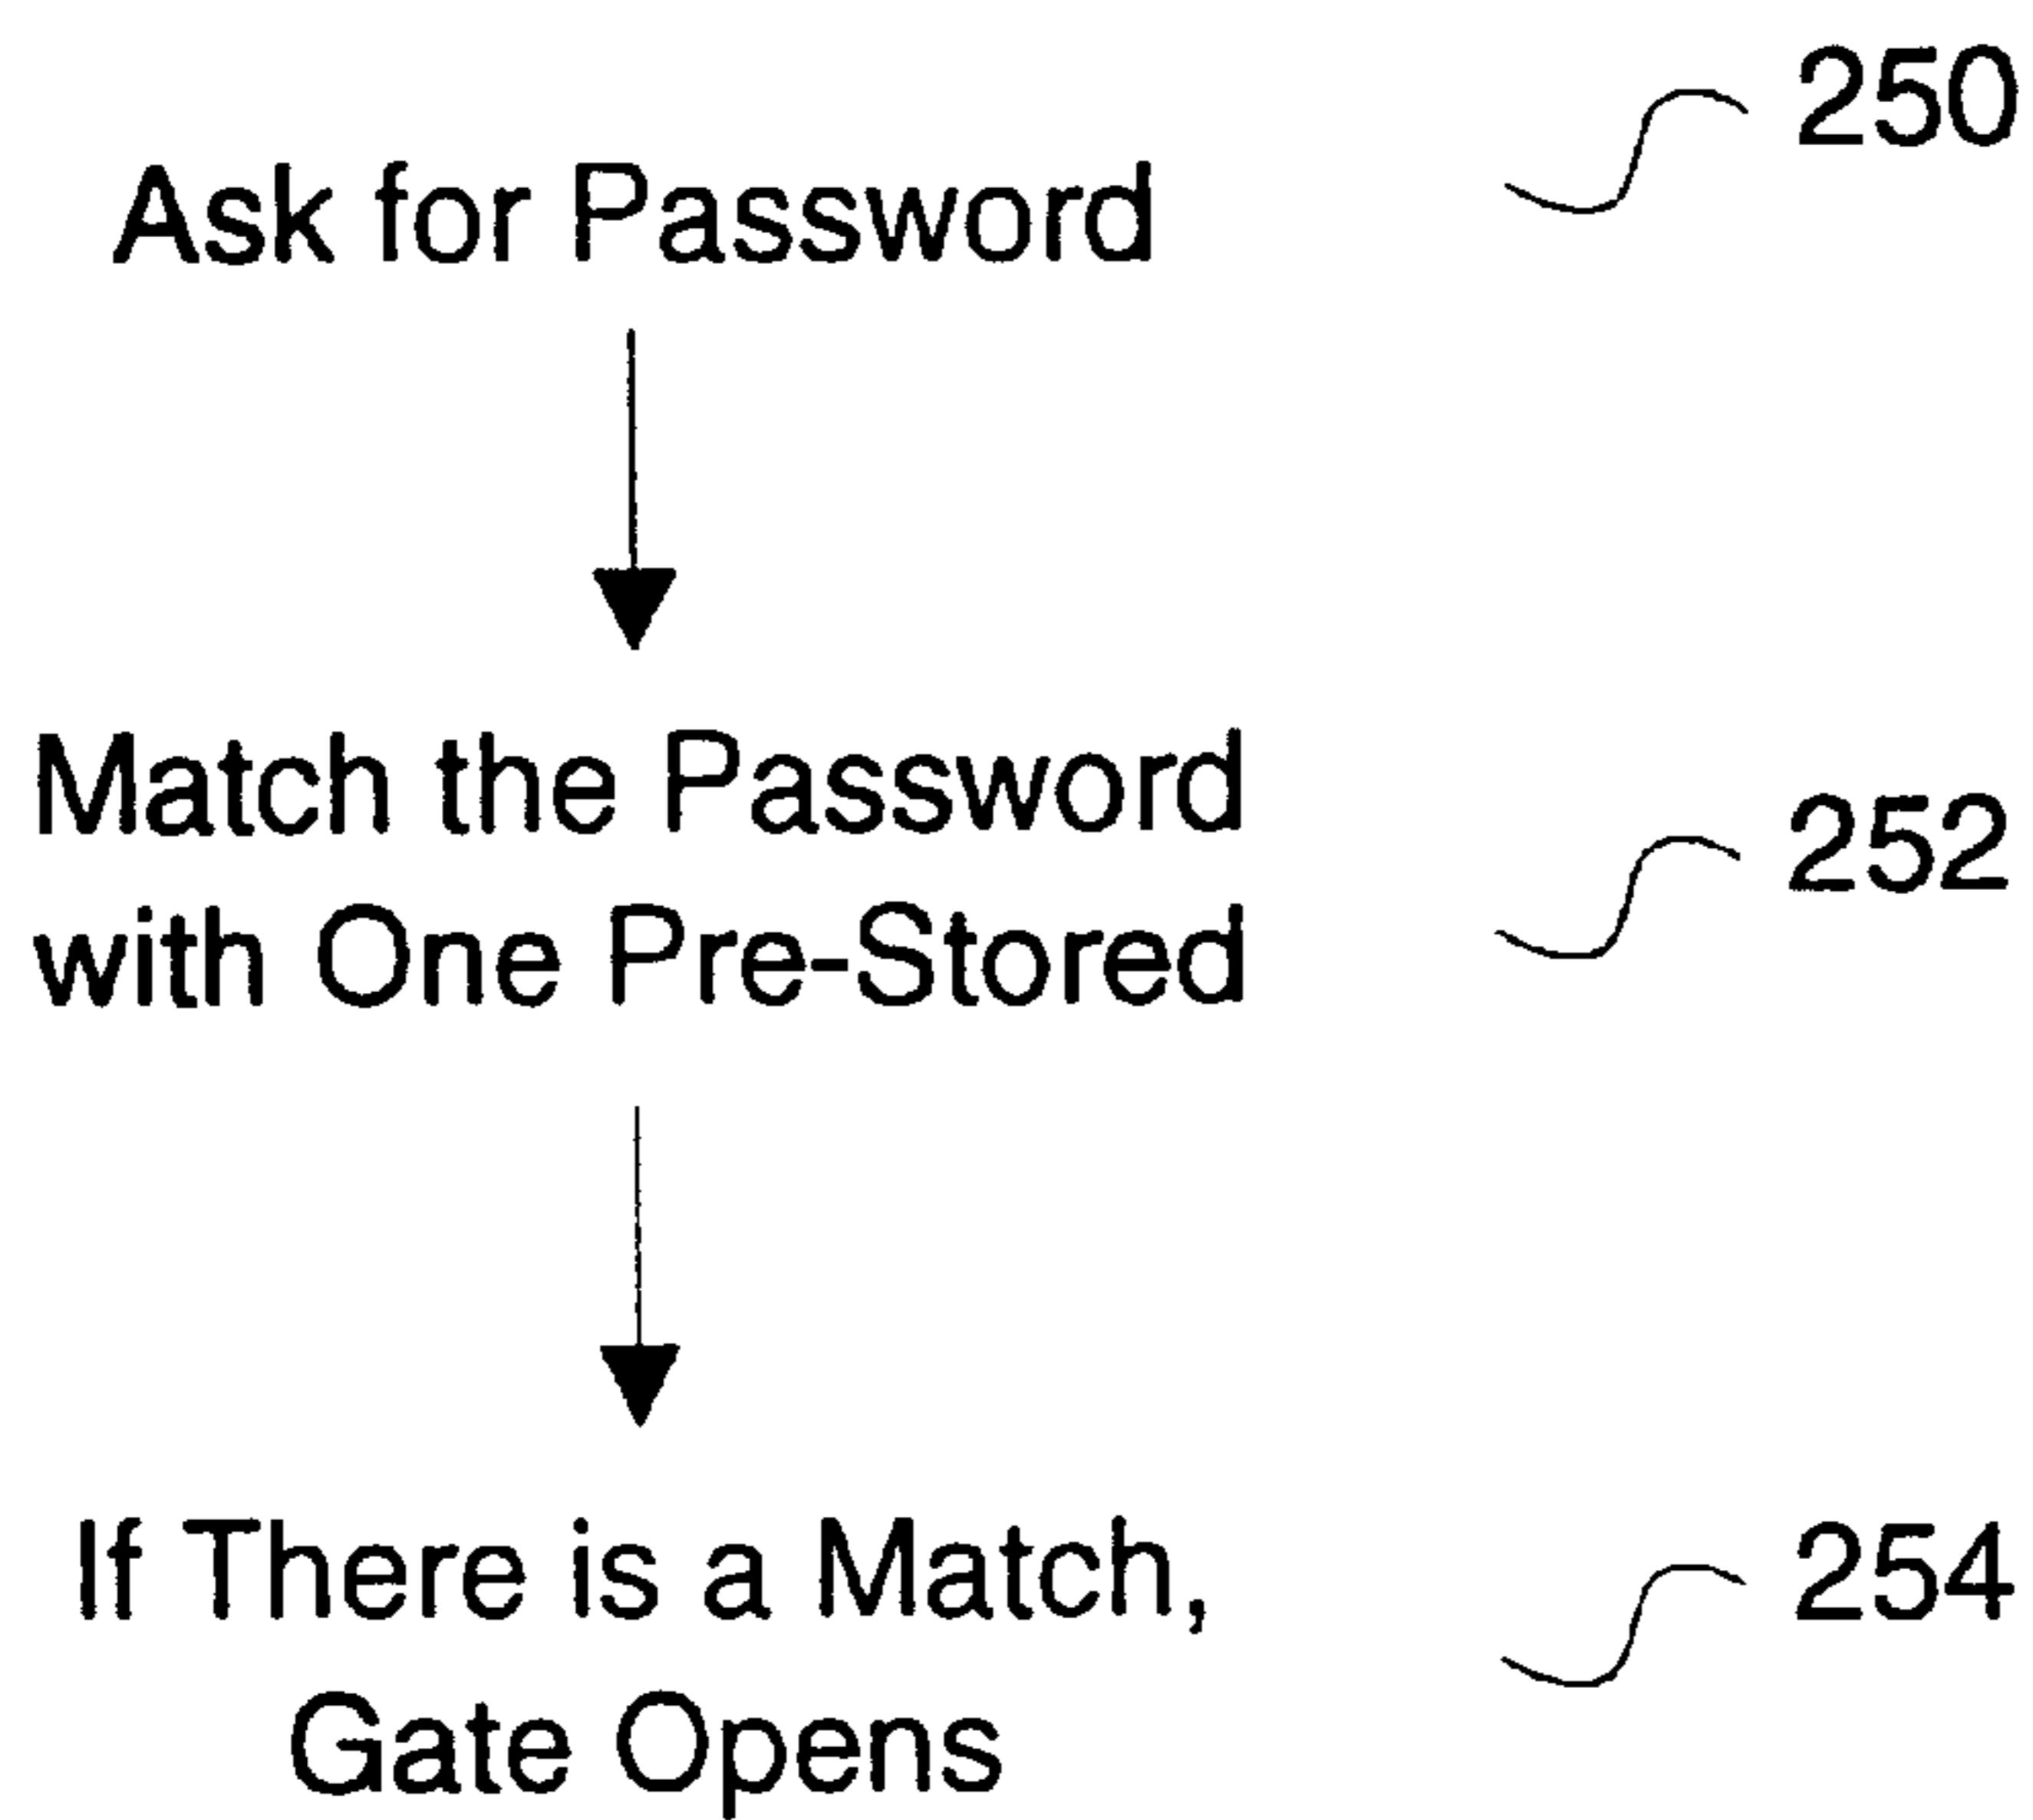 250
Ask for Password
Match the Password
252
with One Pre-Stored
If There is a Match,
254
Gate Opens